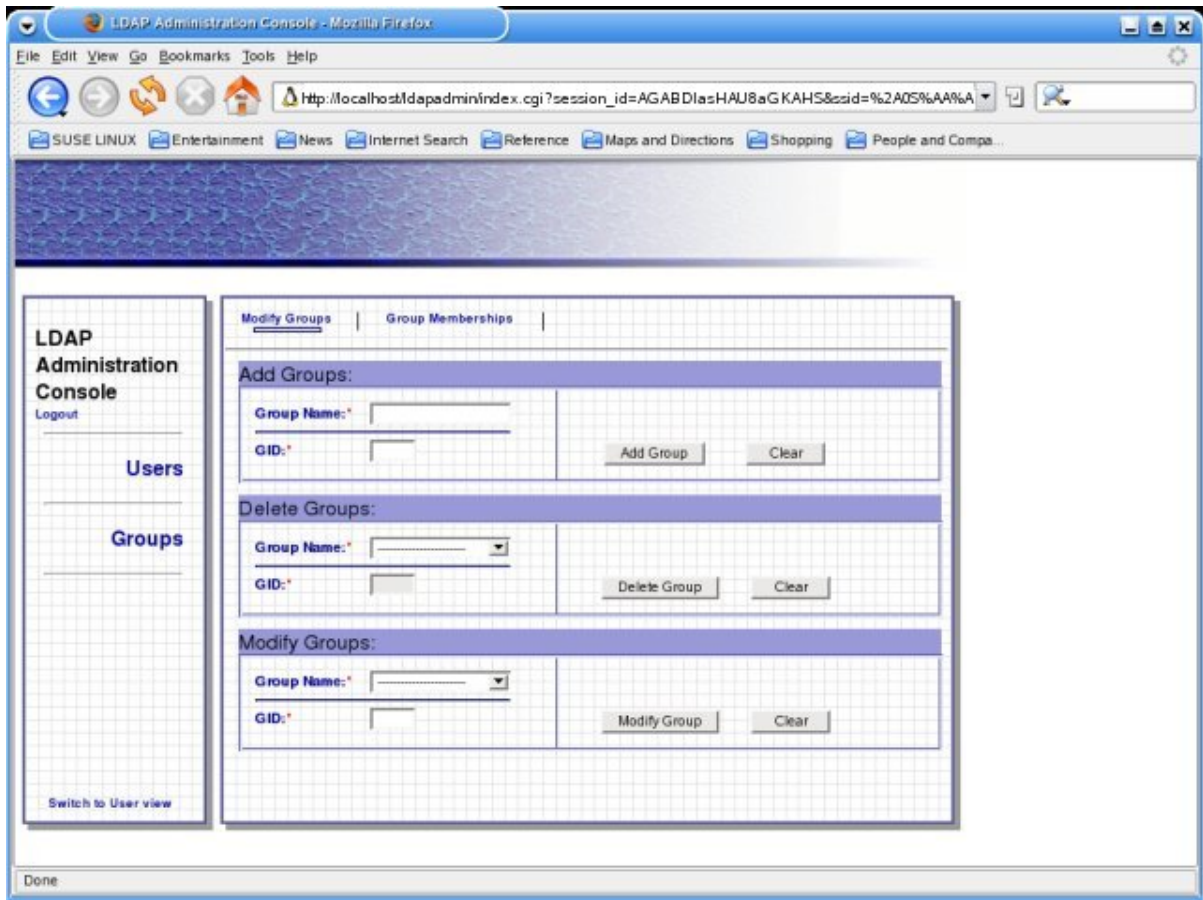 LDAP Administration Console - Mozilla Firefox
File Edit View Go Bookmarks Tools Help
http://localhost/ldapadmin/index.cgi?session_id=AGABDIasHAU8aGKAHS&ssid=%2A0S%AA%A
SUSE LINUX Entertainment News Internet Search Reference Maps and Directions Shopping People and Compa...
LDAP
Administration
Console
Logout
Users
Groups
Switch to User view
Modify Groups | Group Memberships |
Add Groups:
Group Name:*
GID:*
Add Group Clear
Delete Groups:
Group Name:* --------------------
GID:*
Delete Group Clear
Modify Groups:
Group Name:* --------------------
GID:*
Modify Group Clear
Done